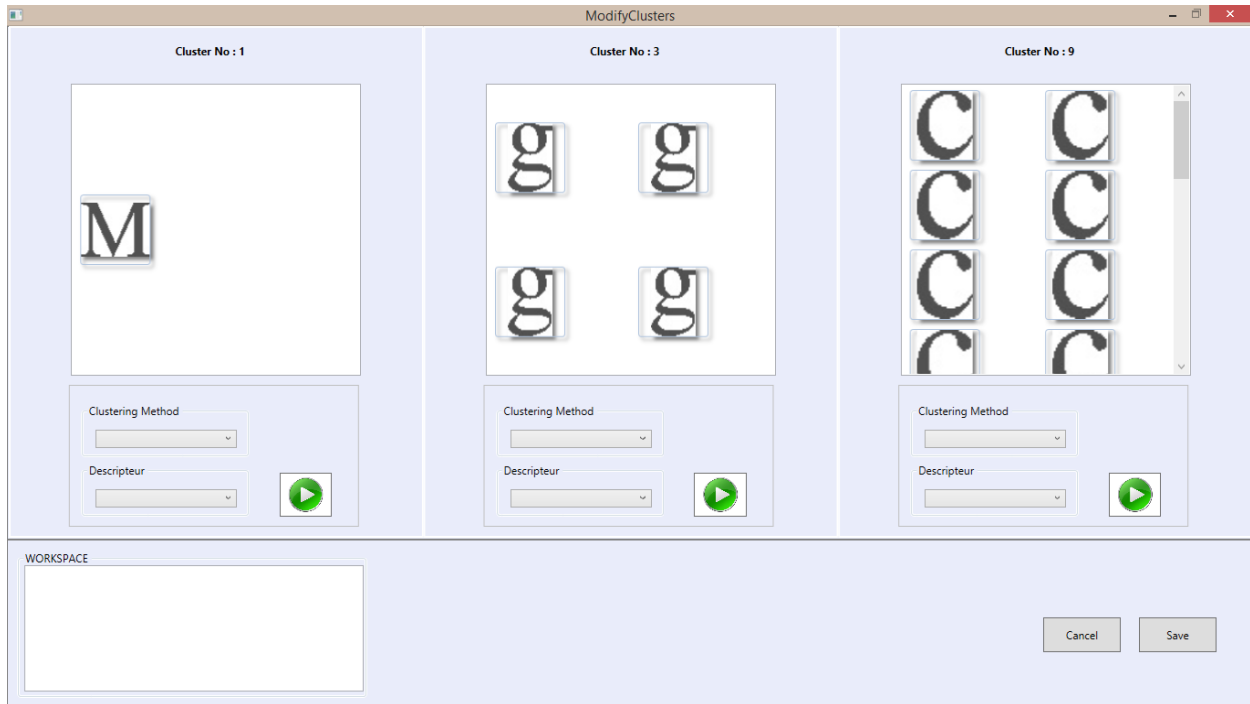 ModifyClusters
Cluster No : 1
Cluster No : 3
Cluster No : 9
M
g g
g g
C C
C C
C C
C C
Clustering Method
Descripteur
Clustering Method
Descripteur
Clustering Method
Descripteur
WORKSPACE
Cancel
Save